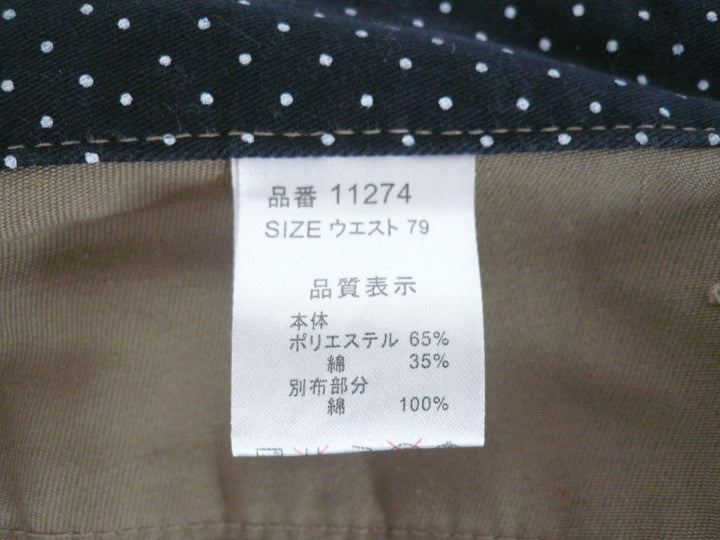 品番 11274
SIZE ウエスト 79
品質表示
本体
ポリエステル 65%
綿 35%
別布部分
綿 100%